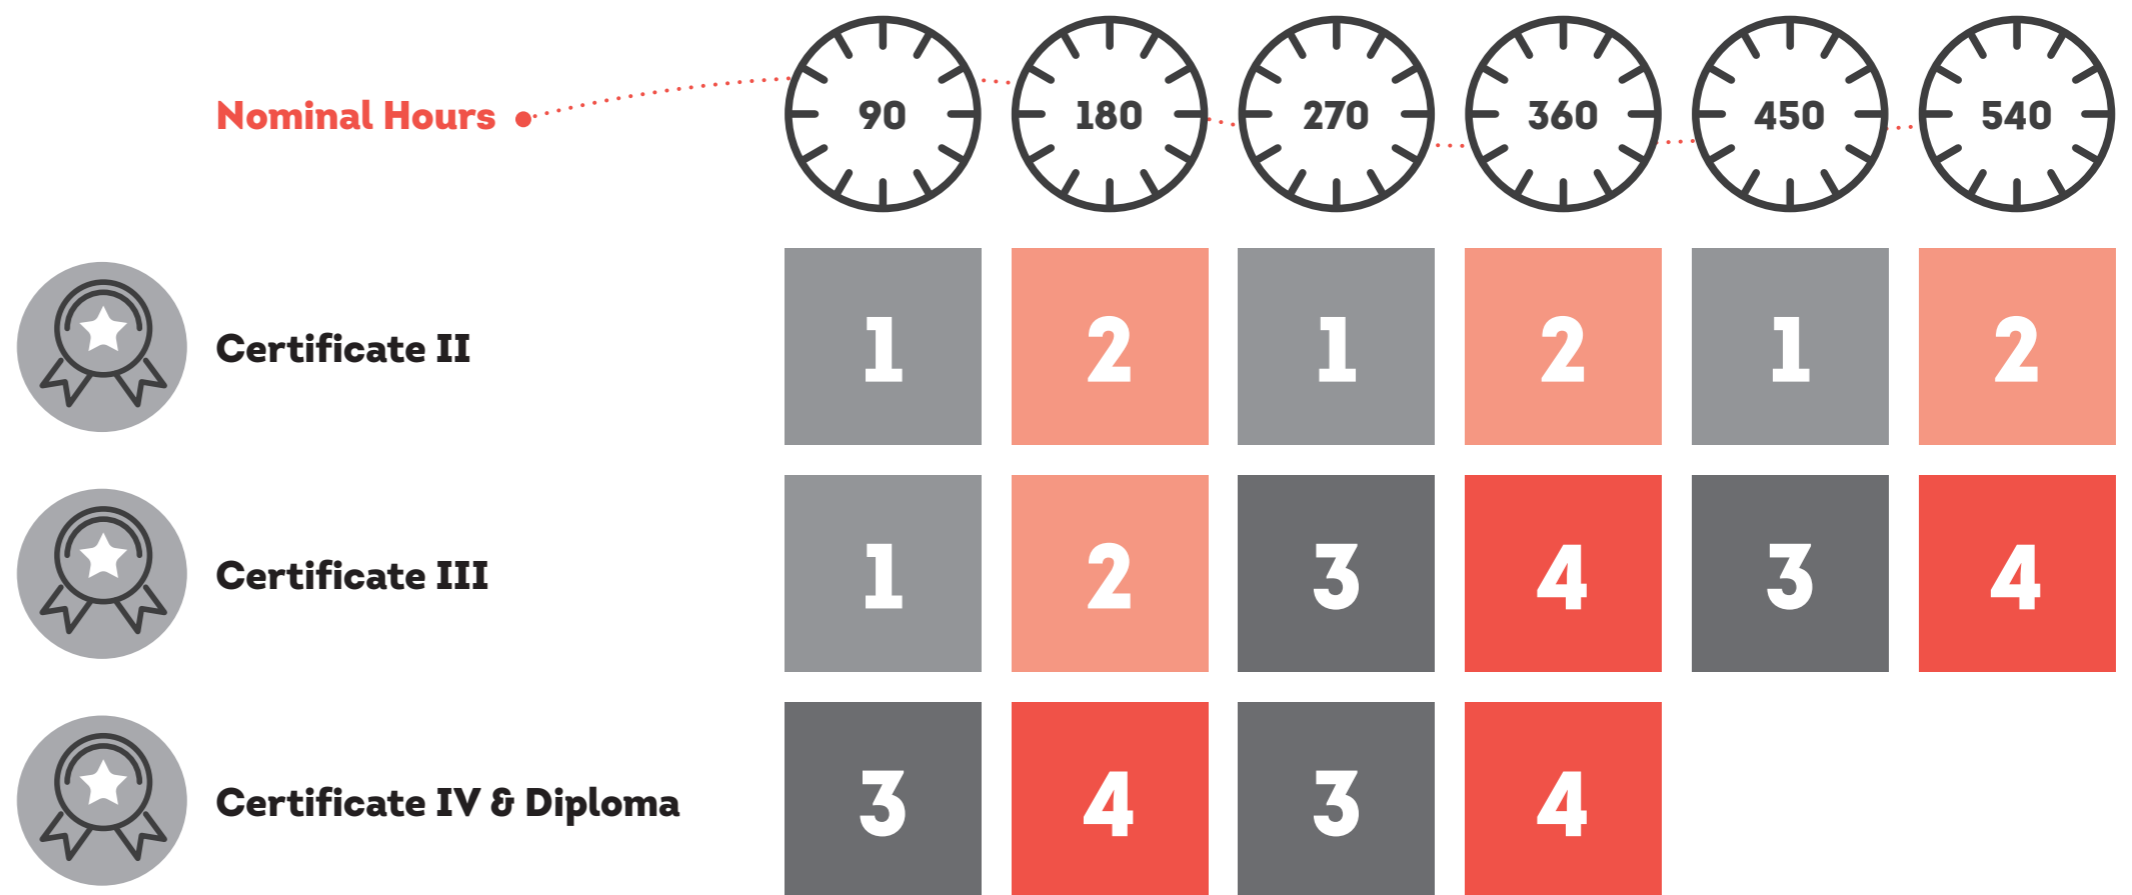 Nominal Hours 90 180 270 360 450 540
Certificate II 1 2 1 2 1 2
Certificate III 1 2 3 4 3 4
Certificate IV & Diploma 3 4 3 4